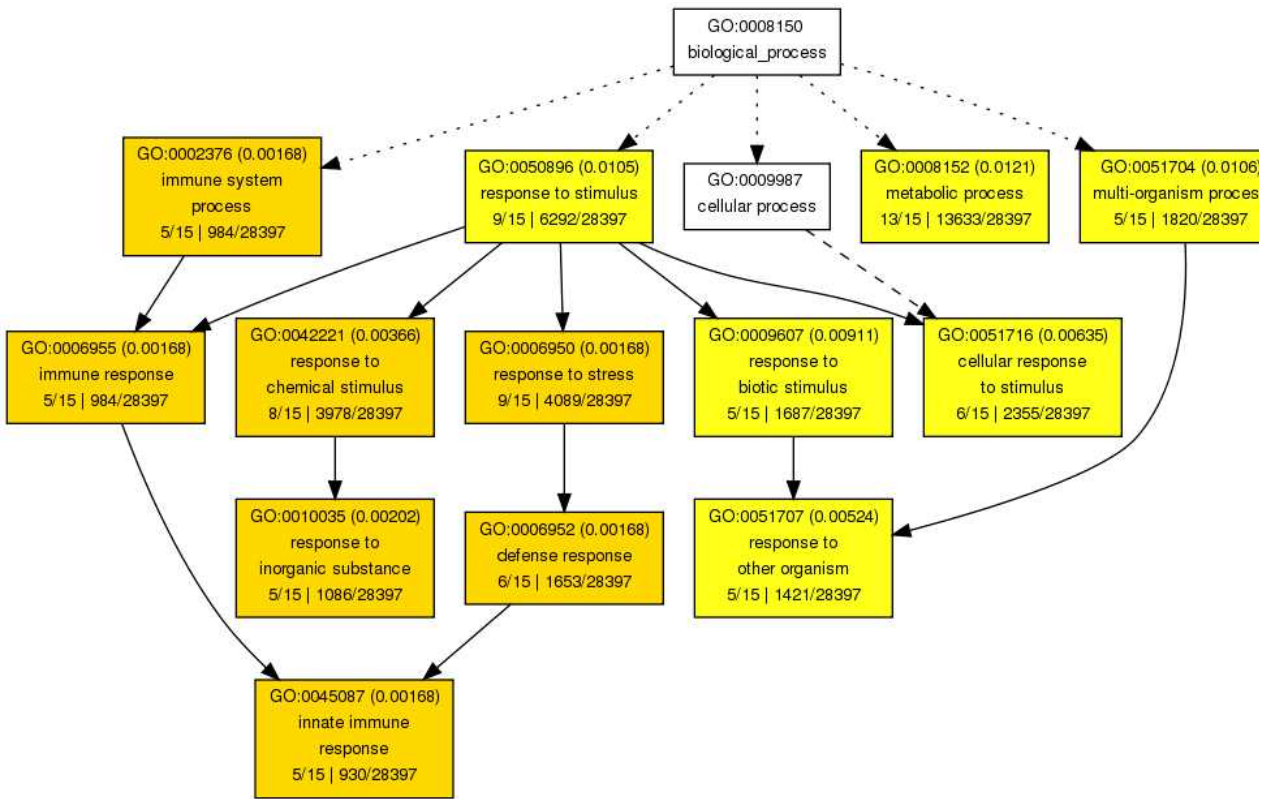 GO:0008150
biological_process
GO:0002376 (0.00168)
immune system
process
5/15 | 984/28397
GO:0050896 (0.0105)
response to stimulus
9/15 | 6292/28397
GO:0009987
cellular process
GO:0008152 (0.0121)
metabolic process
13/15 | 13633/28397
GO:0051704 (0.0106)
multi-organism proces
5/15 | 1820/28397
GO:0006955 (0.00168)
immune response
5/15 | 984/28397
GO:0042221 (0.00366)
response to
chemical stimulus
8/15 | 3978/28397
GO:0006950 (0.00168)
response to stress
9/15 | 4089/28397
GO:0009607 (0.00911)
response to
biotic stimulus
5/15 | 1687/28397
GO:0051716 (0.00635)
cellular response
to stimulus
6/15 | 2355/28397
GO:0010035 (0.00202)
response to
inorganic substance
5/15 | 1086/28397
GO:0006952 (0.00168)
defense response
6/15 | 1653/28397
GO:0051707 (0.00524)
response to
other organism
5/15 | 1421/28397
GO:0045087 (0.00168)
innate immune
response
5/15 | 930/28397